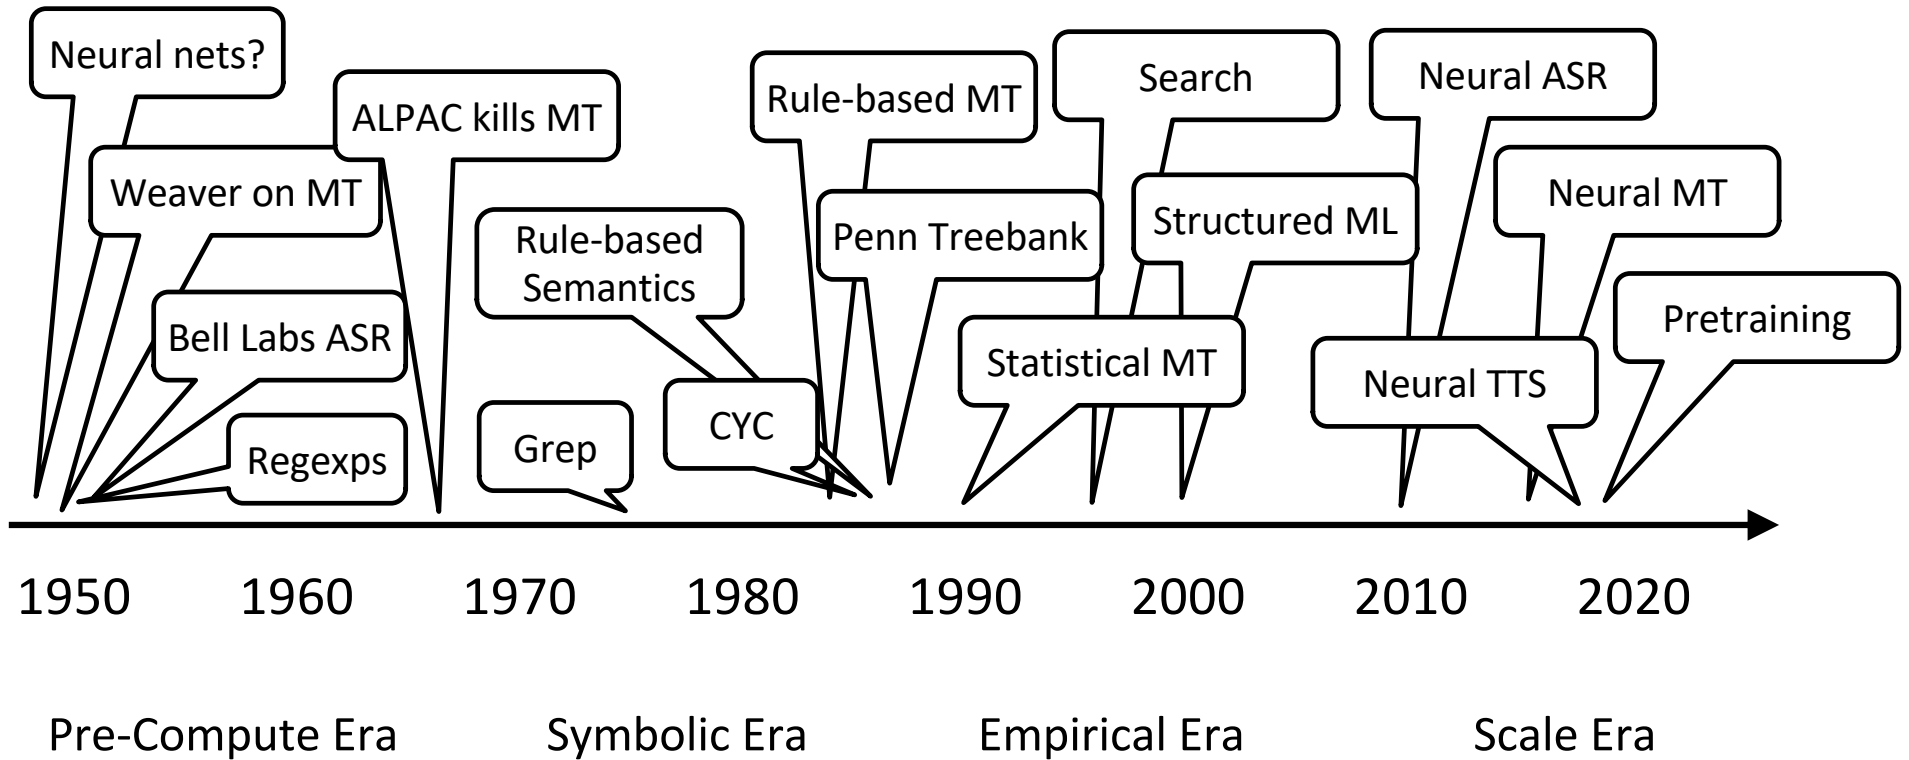 Neural nets?
ALPAC kills MT
Weaver on MT
Bell Labs ASR
Regexps
Rule-based
Semantics
Grep
CYC
Rule-based MT
Penn Treebank
Search
Structured ML
Statistical MT
Neural ASR
Neural MT
Neural TTS
Pretraining
1950 1960 1970 1980 1990 2000 2010 2020
Pre-Compute Era Symbolic Era Empirical Era Scale Era